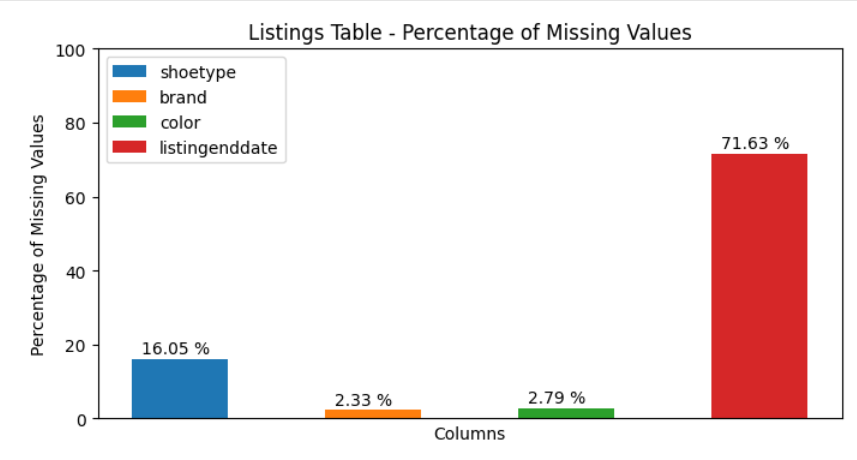 Listings Table - Percentage of Missing Values
Percentage of Missing Values
100
80
60
40
20
0
shoetype
brand
color
listingenddate
16.05 %
2.33 %
2.79 %
71.63 %
Columns